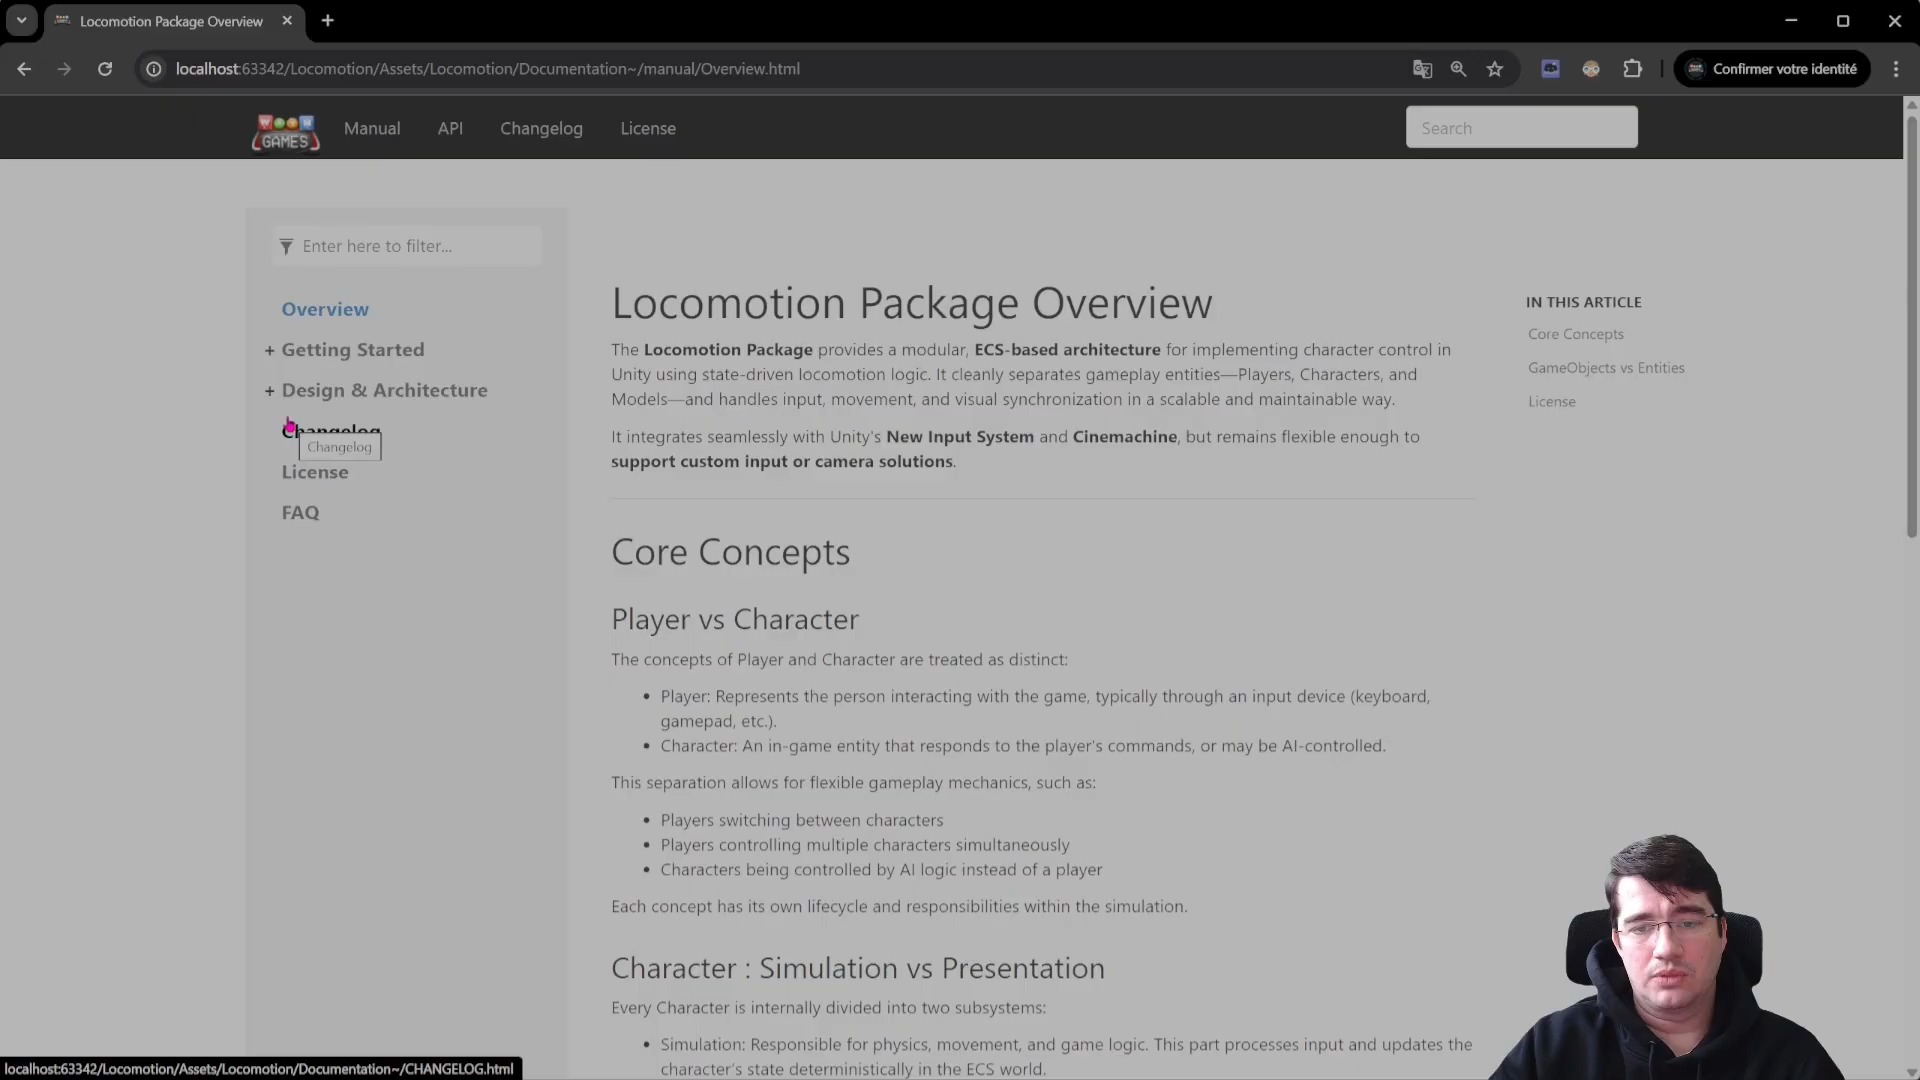 Locomotion Package Overview
localhost:63342/Locomotion/Assets/Locomotion/Documentation~/manual/Overview.html
Confirmer votre identité
GAMES
Manual
API
Changelog
License
Search
Enter here to filter...
Overview
+ Getting Started
+ Design & Architecture
Changelog
Changelog
License
FAQ
Locomotion Package Overview
The Locomotion Package provides a modular, ECS-based architecture for implementing character control in
Unity using state-driven locomotion logic. It cleanly separates gameplay entities—Players, Characters, and
Models—and handles input, movement, and visual synchronization in a scalable and maintainable way.
It integrates seamlessly with Unity's New Input System and Cinemachine, but remains flexible enough to
support custom input or camera solutions.
Core Concepts
Player vs Character
The concepts of Player and Character are treated as distinct:
• Player: Represents the person interacting with the game, typically through an input device (keyboard,
gamepad, etc.).
• Character: An in-game entity that responds to the player's commands, or may be AI-controlled.
This separation allows for flexible gameplay mechanics, such as:
• Players switching between characters
• Players controlling multiple characters simultaneously
• Characters being controlled by AI logic instead of a player
Each concept has its own lifecycle and responsibilities within the simulation.
Character : Simulation vs Presentation
Every Character is internally divided into two subsystems:
• Simulation: Responsible for physics, movement, and game logic. This part processes input and updates the
character's state deterministically in the ECS world.
IN THIS ARTICLE
Core Concepts
GameObjects vs Entities
License
localhost:63342/Locomotion/Assets/Locomotion/Documentation~/CHANGELOG.html